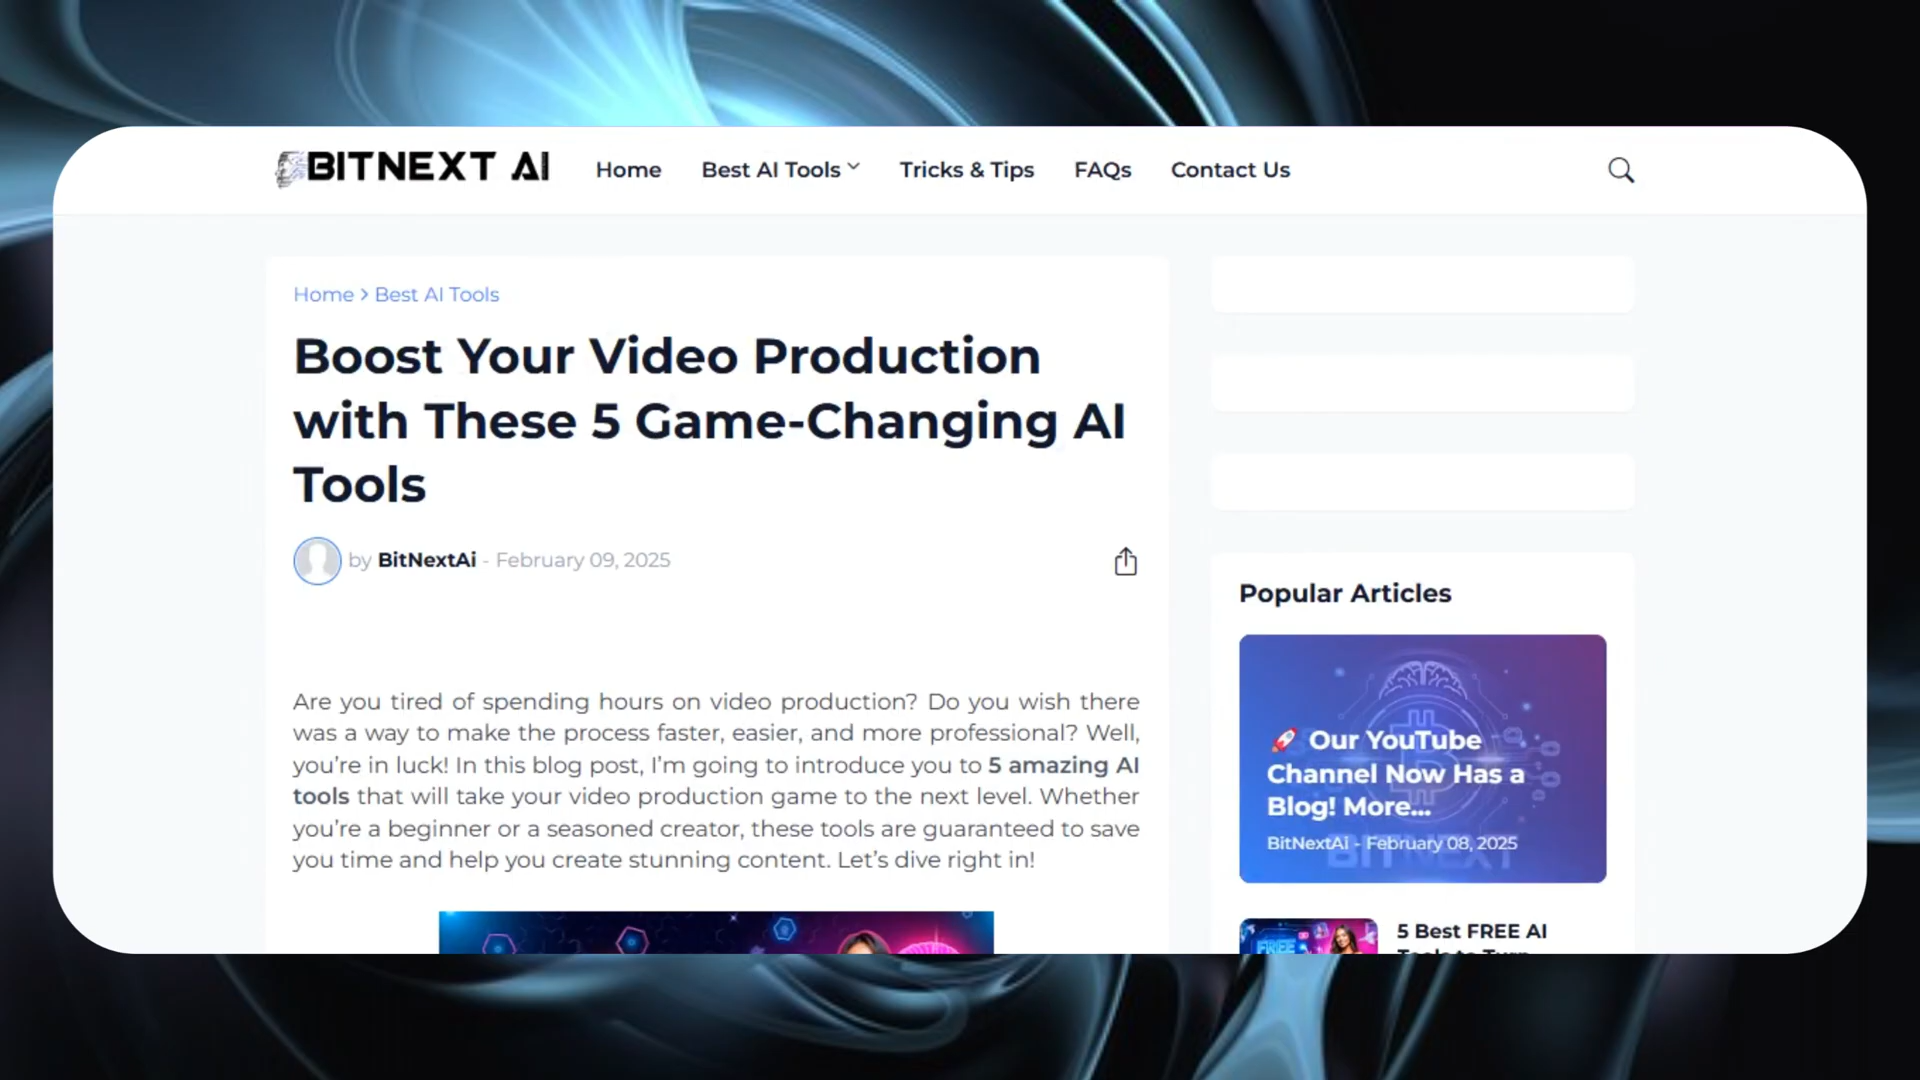 BITNEXT AI
Home
Best AI Tools
Tricks & Tips
FAQs
Contact Us
Home > Best AI Tools
Boost Your Video Production
with These 5 Game-Changing AI
Tools
by BitNextAi - February 09, 2025
Are you tired of spending hours on video production? Do you wish there
was a way to make the process faster, easier, and more professional? Well,
you're in luck! In this blog post, I'm going to introduce you to 5 amazing AI
tools that will take your video production game to the next level. Whether
you're a beginner or a seasoned creator, these tools are guaranteed to save
you time and help you create stunning content. Let's dive right in!
Popular Articles
🚀 Our YouTube
Channel Now Has a
Blog! More...
BitNextAi - February 08, 2025
BITNEXT
FREE
5 Best FREE AI
Tools to Turn